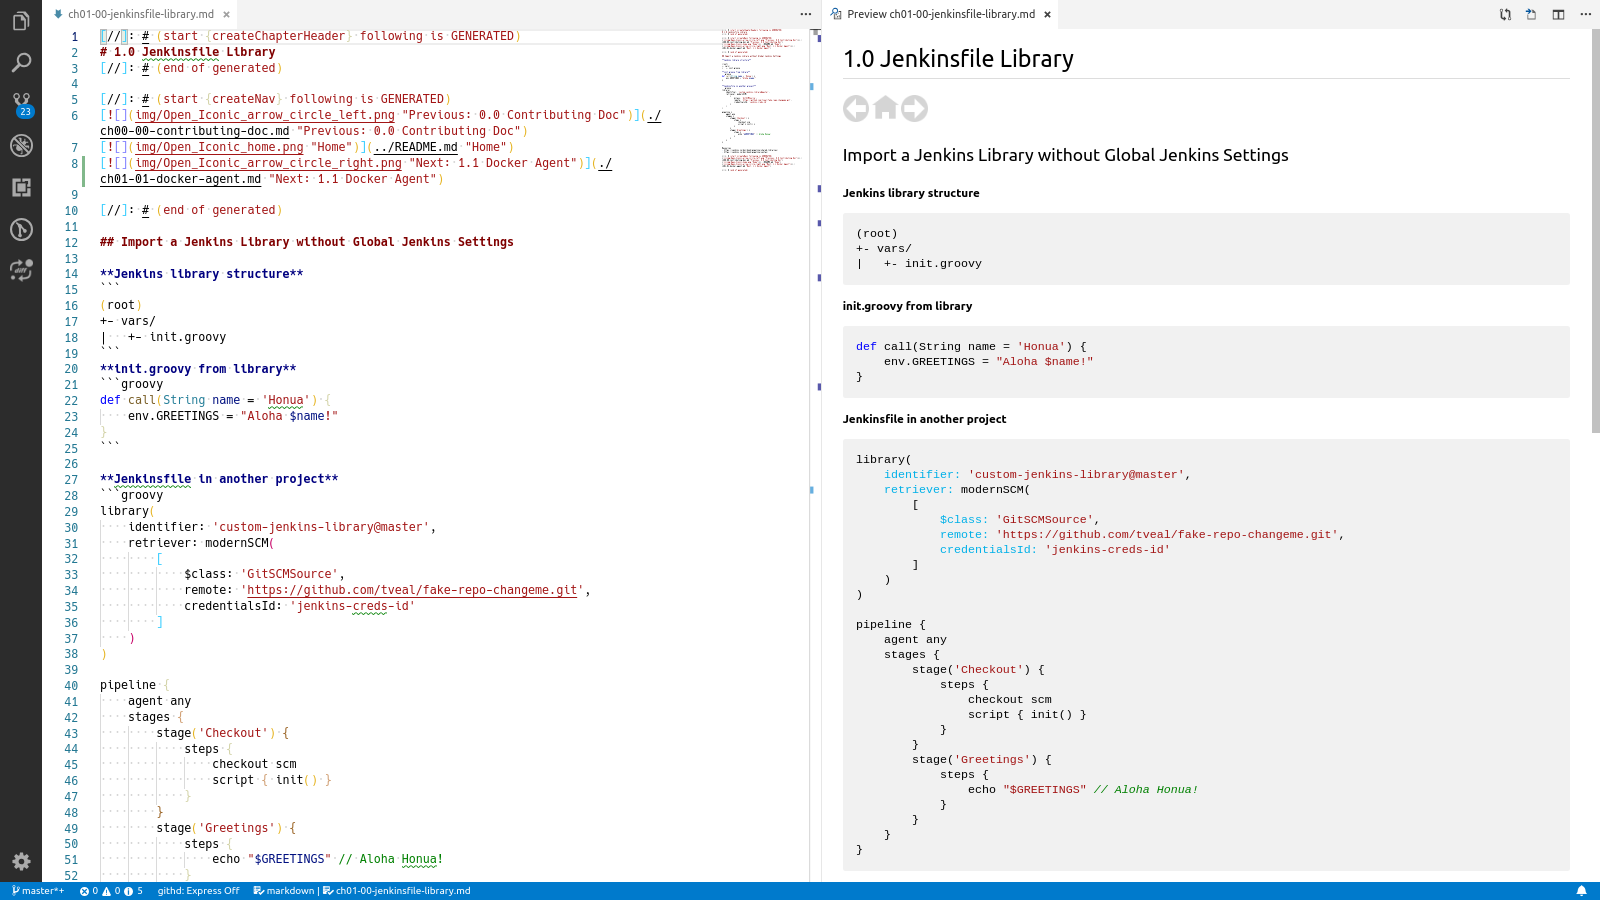 ch01-00-jenkinsfile-library.md ×
Preview ch01-00-jenkinsfile-library.md ×
23
1 [//]: # (start {createChapterHeader} following is GENERATED)
2 # 1.0 Jenkinsfile Library
3 [//]: # (end of generated)
4
5 [//]: # (start {createNav} following is GENERATED)
6 [![](img/Open_Iconic_arrow_circle_left.png "Previous: 0.0 Contributing Doc")](./
ch00-00-contributing-doc.md "Previous: 0.0 Contributing Doc")
7 [![](img/Open_Iconic_home.png "Home")](../README.md "Home")
8 [![](img/Open_Iconic_arrow_circle_right.png "Next: 1.1 Docker Agent")](./
ch01-01-docker-agent.md "Next: 1.1 Docker Agent")
9
10 [//]: # (end of generated)
11
12 ## Import a Jenkins Library without Global Jenkins Settings
13
14 **Jenkins library structure**
15 ```
16 (root)
17 +- vars/
18 |   +- init.groovy
19 ```
20 **init.groovy from library**
21 ```groovy
22 def call(String name = 'Honua') {
23     env.GREETINGS = "Aloha $name!"
24 }
25 ```
26
27 **Jenkinsfile in another project**
28 ```groovy
29 library(
30     identifier: 'custom-jenkins-library@master',
31     retriever: modernSCM(
32         [
33             $class: 'GitSCMSource',
34             remote: 'https://github.com/tveal/fake-repo-changeme.git',
35             credentialsId: 'jenkins-creds-id'
36         ]
37     )
38 )
39
40 pipeline {
41     agent any
42     stages {
43         stage('Checkout') {
44             steps {
45                 checkout scm
46                 script { init() }
47             }
48         }
49         stage('Greetings') {
50             steps {
51                 echo "$GREETINGS" // Aloha Honua!
52             }
1.0 Jenkinsfile Library
Import a Jenkins Library without Global Jenkins Settings
Jenkins library structure
(root)
+- vars/
|   +- init.groovy
init.groovy from library
def call(String name = 'Honua') {
    env.GREETINGS = "Aloha $name!"
}
Jenkinsfile in another project
library(
    identifier: 'custom-jenkins-library@master',
    retriever: modernSCM(
        [
            $class: 'GitSCMSource',
            remote: 'https://github.com/tveal/fake-repo-changeme.git',
            credentialsId: 'jenkins-creds-id'
        ]
    )
)
pipeline {
    agent any
    stages {
        stage('Checkout') {
            steps {
                checkout scm
                script { init() }
            }
        }
        stage('Greetings') {
            steps {
                echo "$GREETINGS" // Aloha Honua!
            }
        }
    }
}
master*+ 0 0 5 githd: Express Off markdown | ch01-00-jenkinsfile-library.md